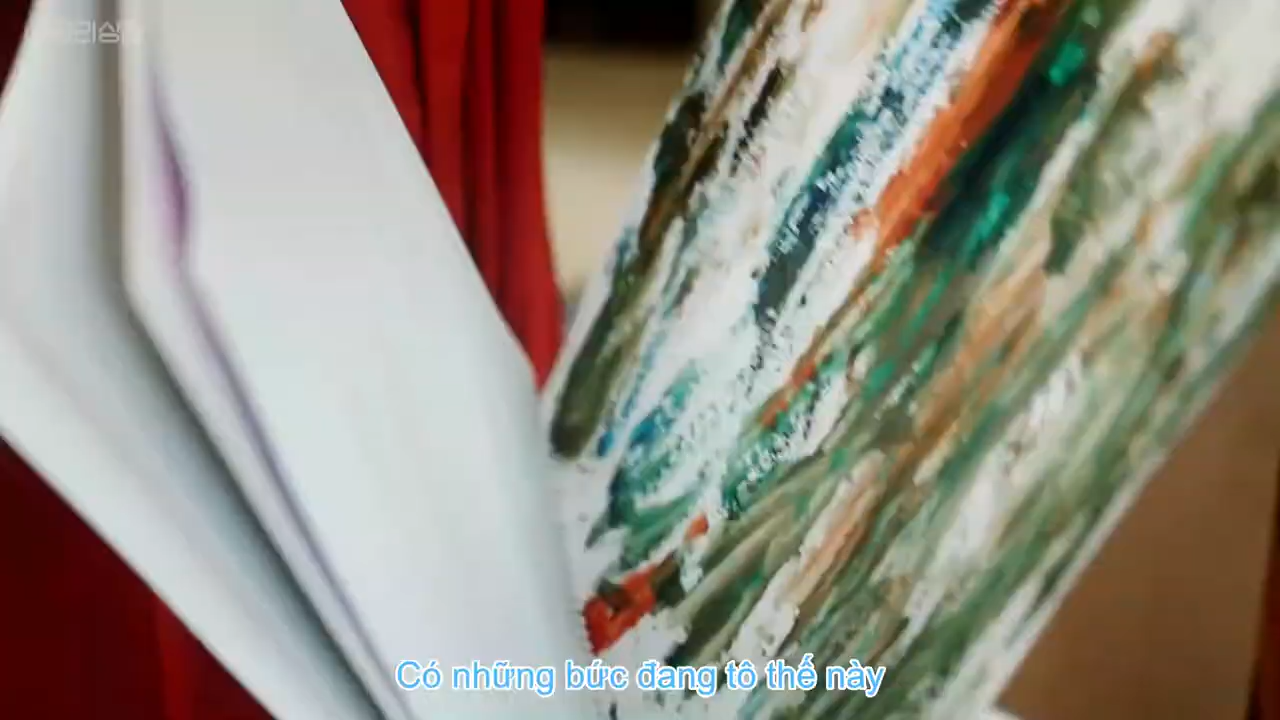 Có những bức đang tô thế này